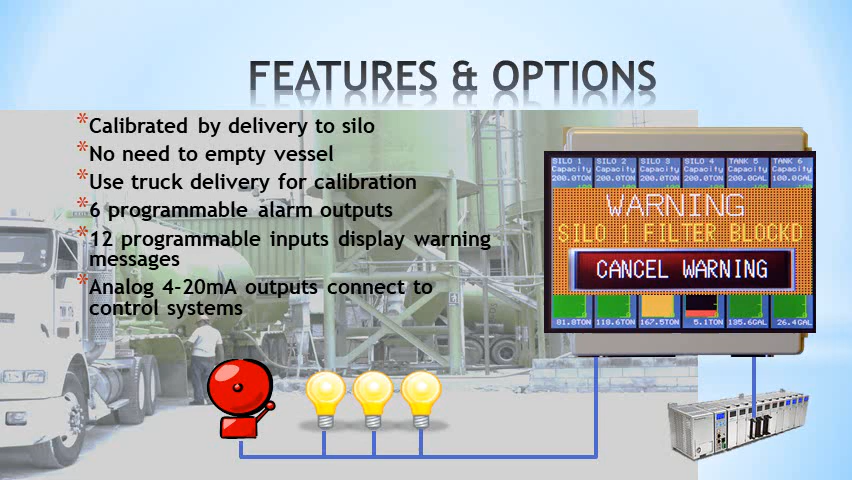 FEATURES & OPTIONS
*Calibrated by delivery to silo
*No need to empty vessel
*Use truck delivery for calibration
*6 programmable alarm outputs
*12 programmable inputs display warning
messages
*Analog 4-20mA outputs connect to
control systems
SILO 1 SILO 2 SILO 3 SILO 4 TANK 5 TANK 6
Capacity Capacity Capacity Capacity Capacity Capacity
200.0TON 200.0TON 200.0TON 200.0TON 200.0GAL 100.0GAL
WARNING
SILO 1 FILTER BLOCKD
CANCEL WARNING
81.8TON 118.6TON 167.5TON 5.1TON 185.6GAL 26.4GAL